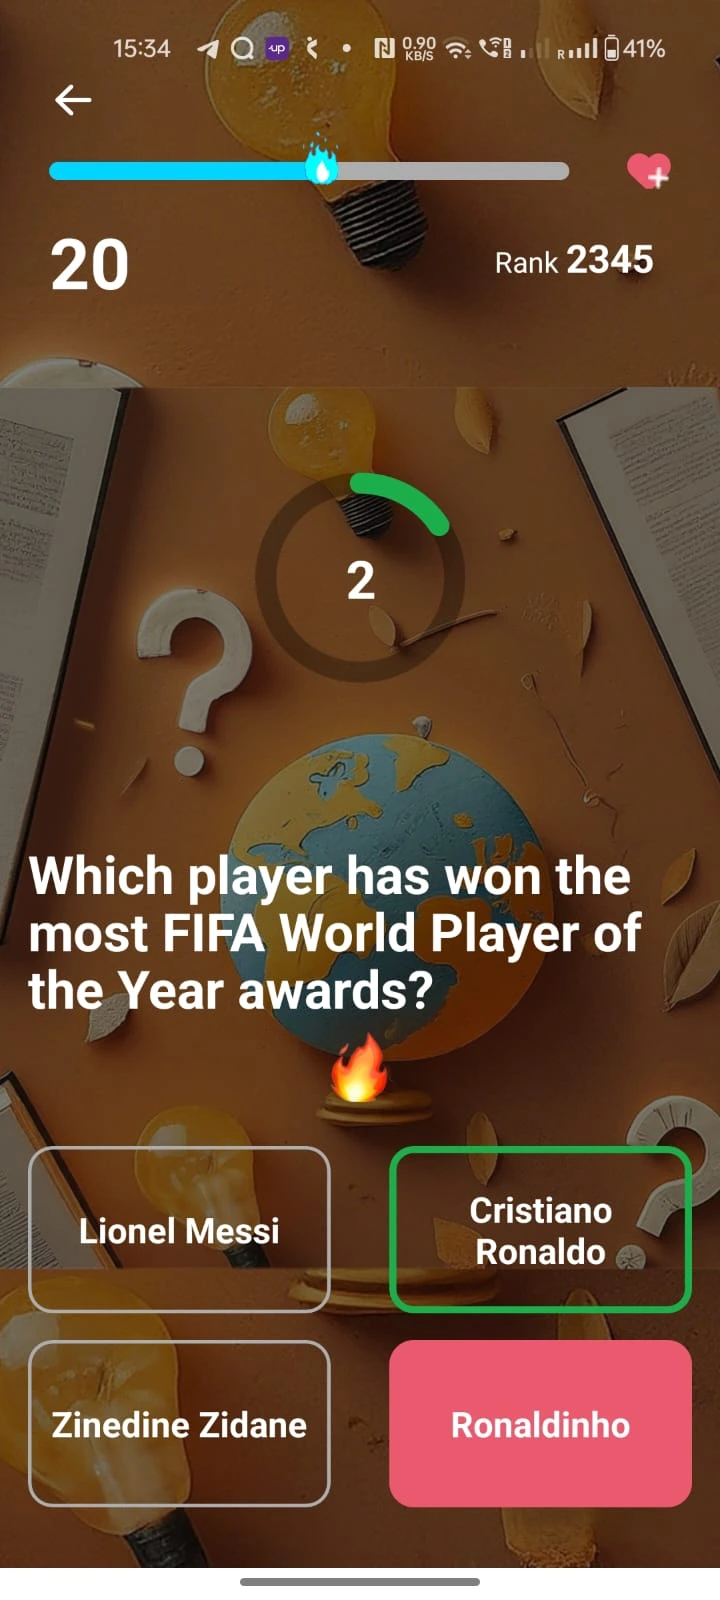 15:34 up 0.90 KB/S R 41%
20
Rank 2345
2
Which player has won the
most FIFA World Player of
the Year awards?
Lionel Messi
Cristiano
Ronaldo
Zinedine Zidane
Ronaldinho